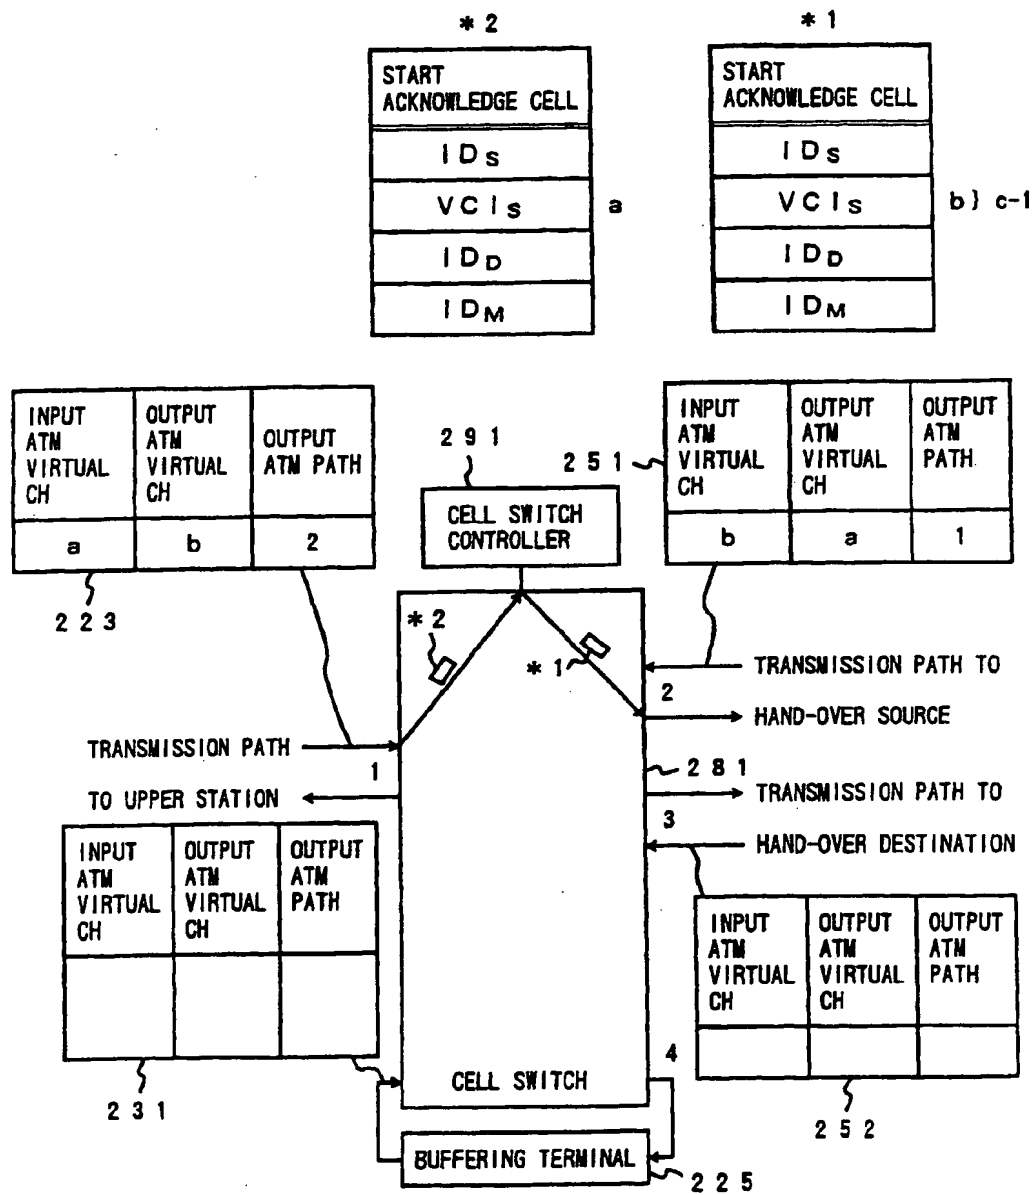 *2
START
ACKNOWLEDGE CELL
IDS
VCIS
IDD
IDM
a
*1
START
ACKNOWLEDGE CELL
IDS
VCIS
IDD
IDM
b} c-1
INPUT ATM VIRTUAL CH
OUTPUT ATM VIRTUAL CH
OUTPUT ATM PATH
a b 2
223
291
CELL SWITCH
CONTROLLER
251
INPUT ATM VIRTUAL CH
OUTPUT ATM VIRTUAL CH
OUTPUT ATM PATH
b a 1
*2
*1
TRANSMISSION PATH
1
TO UPPER STATION
TRANSMISSION PATH TO
2
HAND-OVER SOURCE
281
TRANSMISSION PATH TO
3
HAND-OVER DESTINATION
INPUT ATM VIRTUAL CH
OUTPUT ATM VIRTUAL CH
OUTPUT ATM PATH
231
INPUT ATM VIRTUAL CH
OUTPUT ATM VIRTUAL CH
OUTPUT ATM PATH
252
4
CELL SWITCH
BUFFERING TERMINAL
225